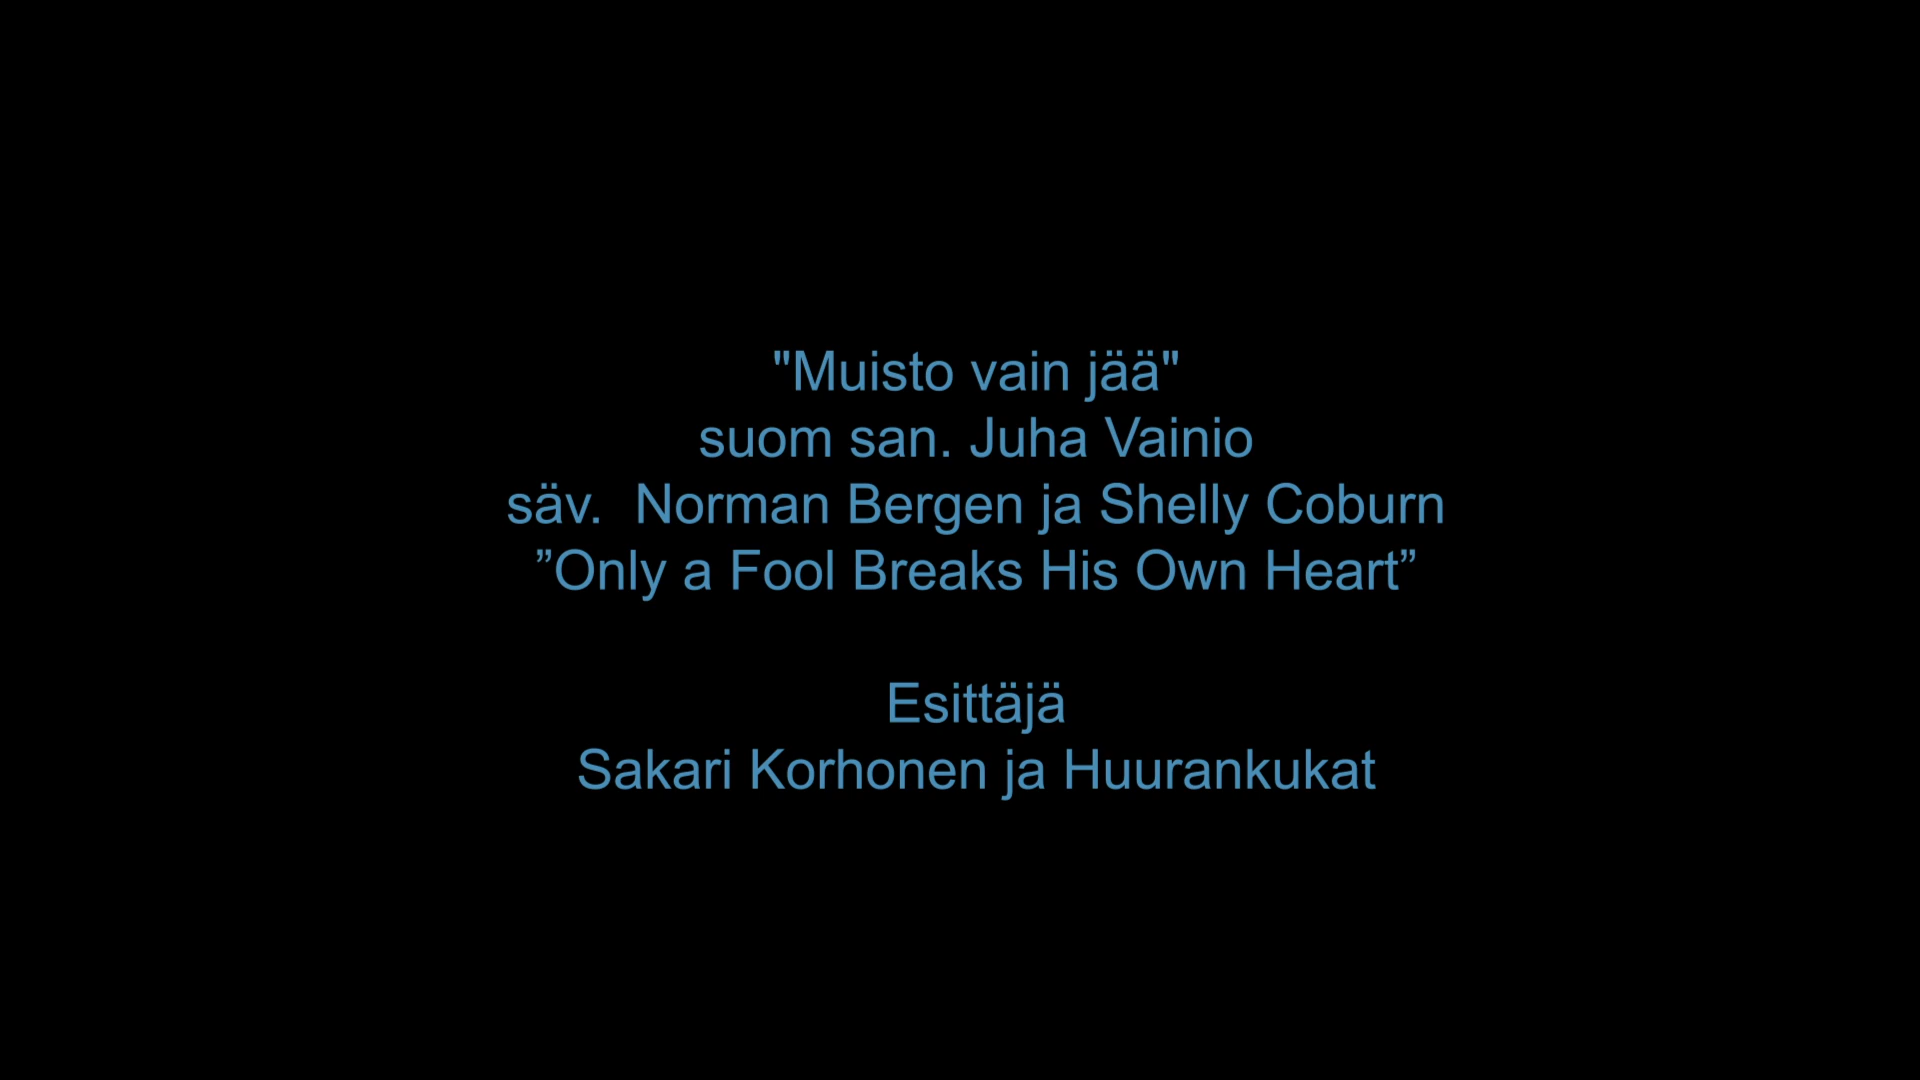 "Muisto vain jää"
suom san. Juha Vainio
säv.  Norman Bergen ja Shelly Coburn
”Only a Fool Breaks His Own Heart”
Esittäjä
Sakari Korhonen ja Huurankukat